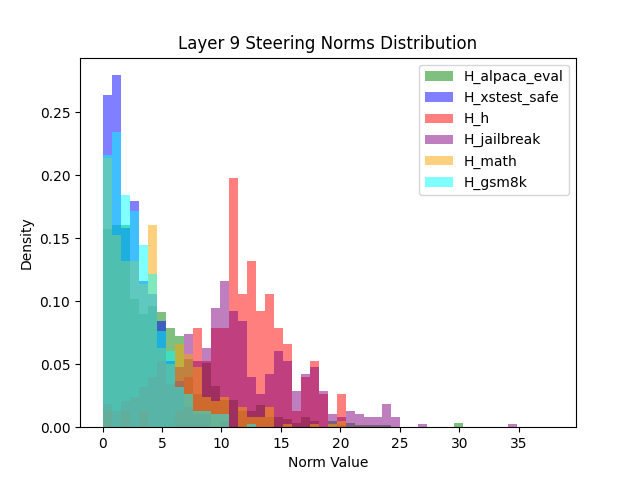 Layer 9 Steering Norms Distribution
H_alpaca_eval
H_xstest_safe
H_h
H_jailbreak
H_math
H_gsm8k
Density
0.25
0.20
0.15
0.10
0.05
0.00
0 5 10 15 20 25 30 35
Norm Value